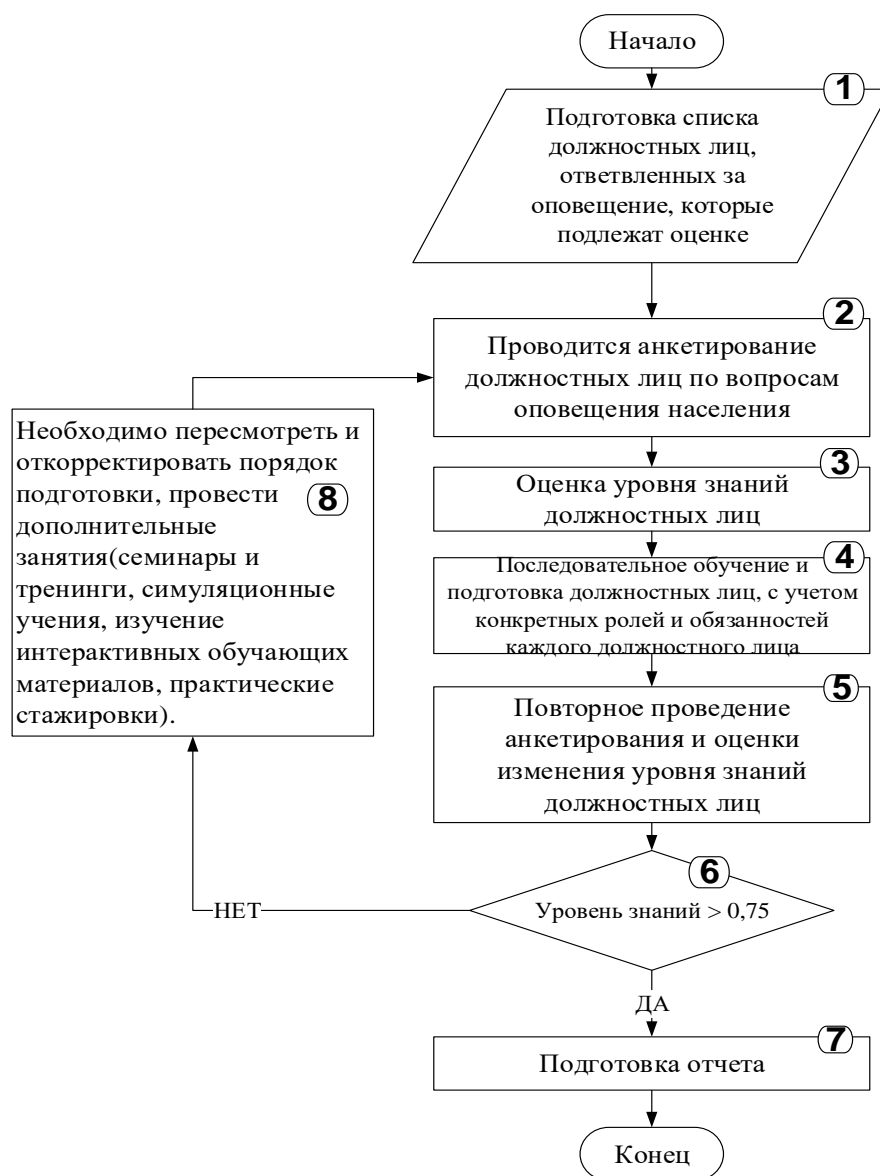 Начало
1
Подготовка списка
должностных лиц,
ответвленных за
оповещение, которые
подлежат оценке
2
Проводится анкетирование
должностных лиц по вопросам
оповещения населения
3
Оценка уровня знаний
должностных лиц
4
Последовательное обучение и
подготовка должностных лиц, с учетом
конкретных ролей и обязанностей
каждого должностного лица
5
Повторное проведение
анкетирования и оценки
изменения уровня знаний
должностных лиц
6
Уровень знаний > 0,75
НЕТ
ДА
7
Подготовка отчета
Конец
8
Необходимо пересмотреть и
откорректировать порядок
подготовки, провести
дополнительные
занятия(семинары и
тренинги, симуляционные
учения, изучение
интерактивных обучающих
материалов, практические
стажировки).